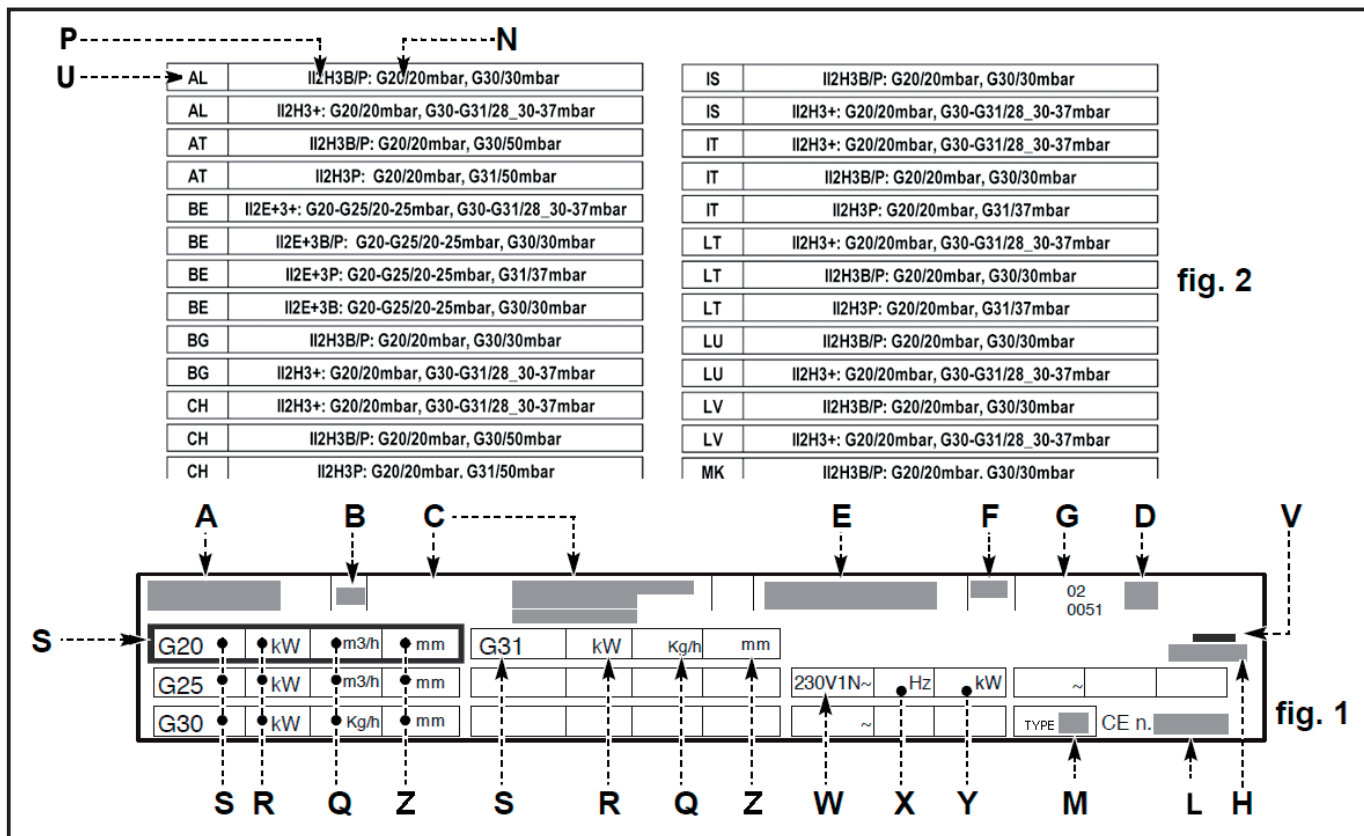 P N
U AL II2H3B/P: G20/20mbar, G30/30mbar IS II2H3B/P: G20/20mbar, G30/30mbar
AL II2H3+: G20/20mbar, G30-G31/28_30-37mbar IS II2H3+: G20/20mbar, G30-G31/28_30-37mbar
AT II2H3B/P: G20/20mbar, G30/50mbar IT II2H3+: G20/20mbar, G30-G31/28_30-37mbar
AT II2H3P: G20/20mbar, G31/50mbar IT II2H3B/P: G20/20mbar, G30/30mbar
BE II2E+3+: G20-G25/20-25mbar, G30-G31/28_30-37mbar IT II2H3P: G20/20mbar, G31/37mbar
BE II2E+3B/P: G20-G25/20-25mbar, G30/30mbar LT II2H3+: G20/20mbar, G30-G31/28_30-37mbar
BE II2E+3P: G20-G25/20-25mbar, G31/37mbar LT II2H3B/P: G20/20mbar, G30/30mbar fig. 2
BE II2E+3B: G20-G25/20-25mbar, G30/30mbar LT II2H3P: G20/20mbar, G31/37mbar
BG II2H3B/P: G20/20mbar, G30/30mbar LU II2H3B/P: G20/20mbar, G30/30mbar
BG II2H3+: G20/20mbar, G30-G31/28_30-37mbar LU II2H3+: G20/20mbar, G30-G31/28_30-37mbar
CH II2H3+: G20/20mbar, G30-G31/28_30-37mbar LV II2H3B/P: G20/20mbar, G30/30mbar
CH II2H3B/P: G20/20mbar, G30/50mbar LV II2H3+: G20/20mbar, G30-G31/28_30-37mbar
CH II2H3P: G20/20mbar, G31/50mbar MK II2H3B/P: G20/20mbar, G30/30mbar
A B C E F G D V
02
0051
S G20 kW m3/h mm G31 kW Kg/h mm
G25 kW m3/h mm 230V1N~ Hz kW ~
G30 kW Kg/h mm ~ TYPE CE n. fig. 1
S R Q Z S R Q Z W X Y M L H